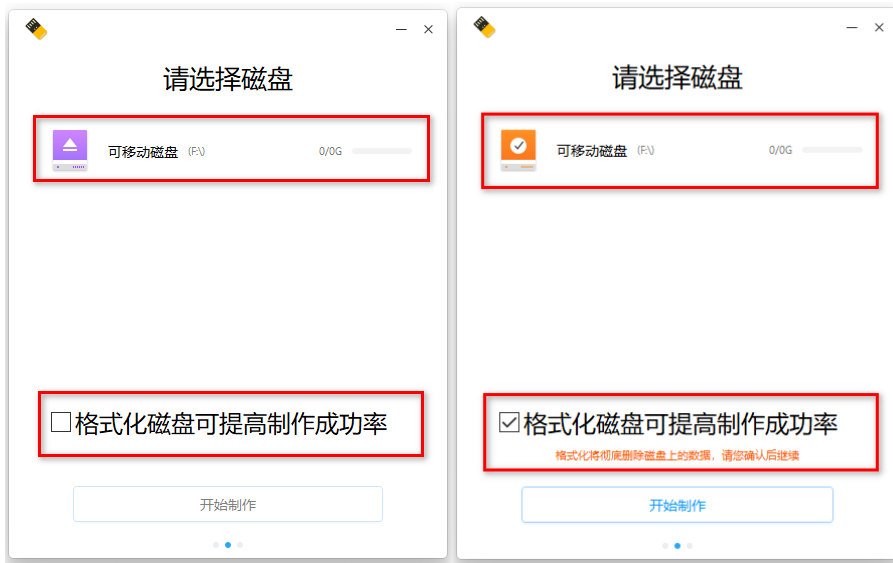 请选择磁盘
可移动磁盘 (F:\) 0/0G
格式化磁盘可提高制作成功率
开始制作
请选择磁盘
可移动磁盘 (F:\) 0/0G
格式化磁盘可提高制作成功率
格式化将彻底删除磁盘上的数据，请您确认后继续
开始制作